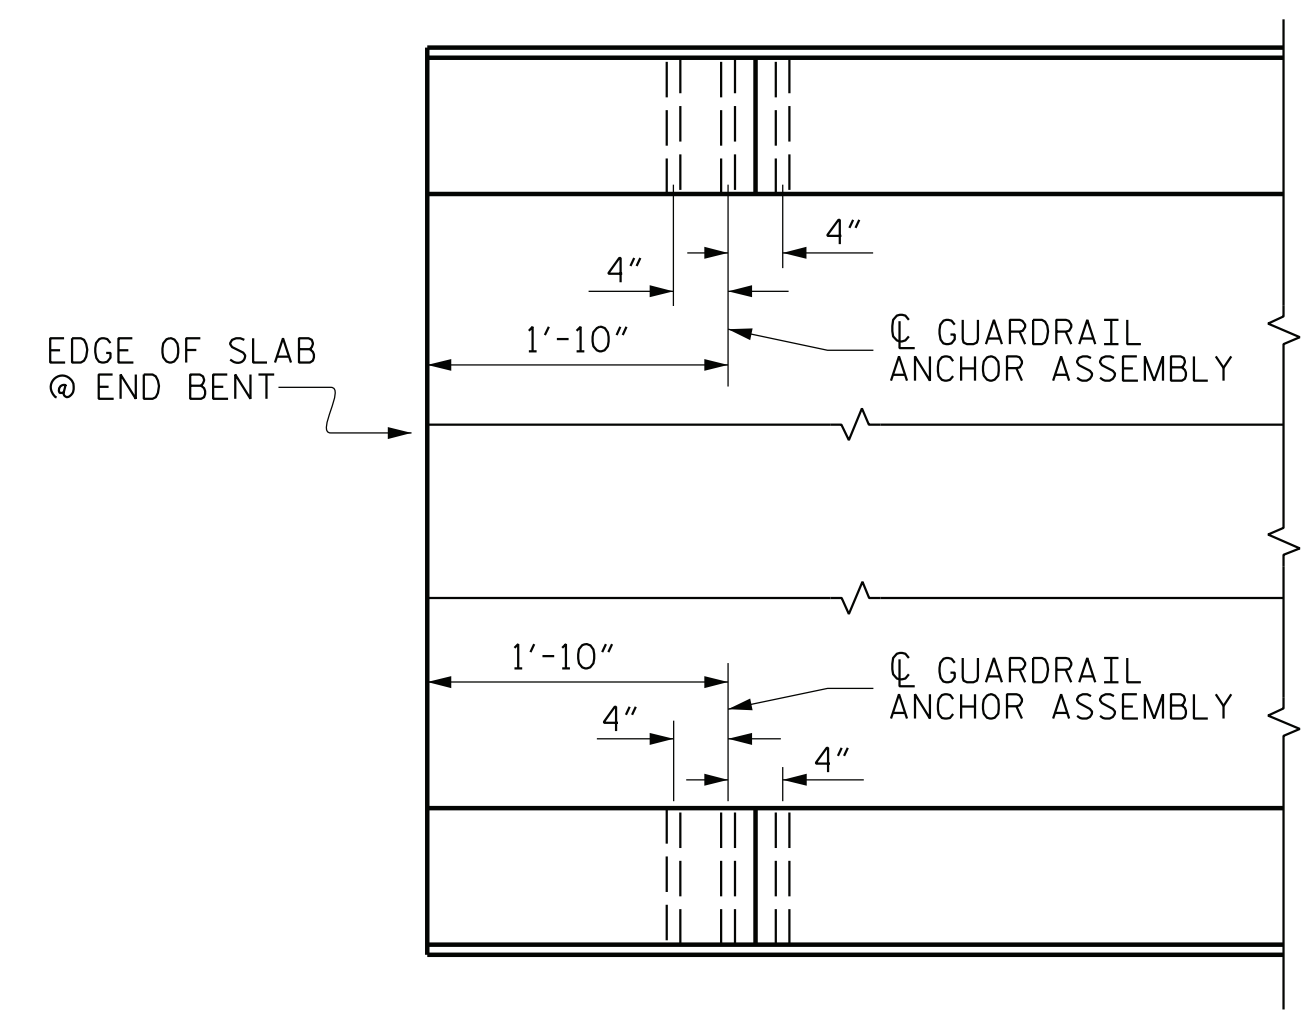 4″
4″
1′-10″
℄ GUARDRAIL
ANCHOR ASSEMBLY
EDGE OF SLAB
@ END BENT
1′-10″
℄ GUARDRAIL
ANCHOR ASSEMBLY
4″
4″